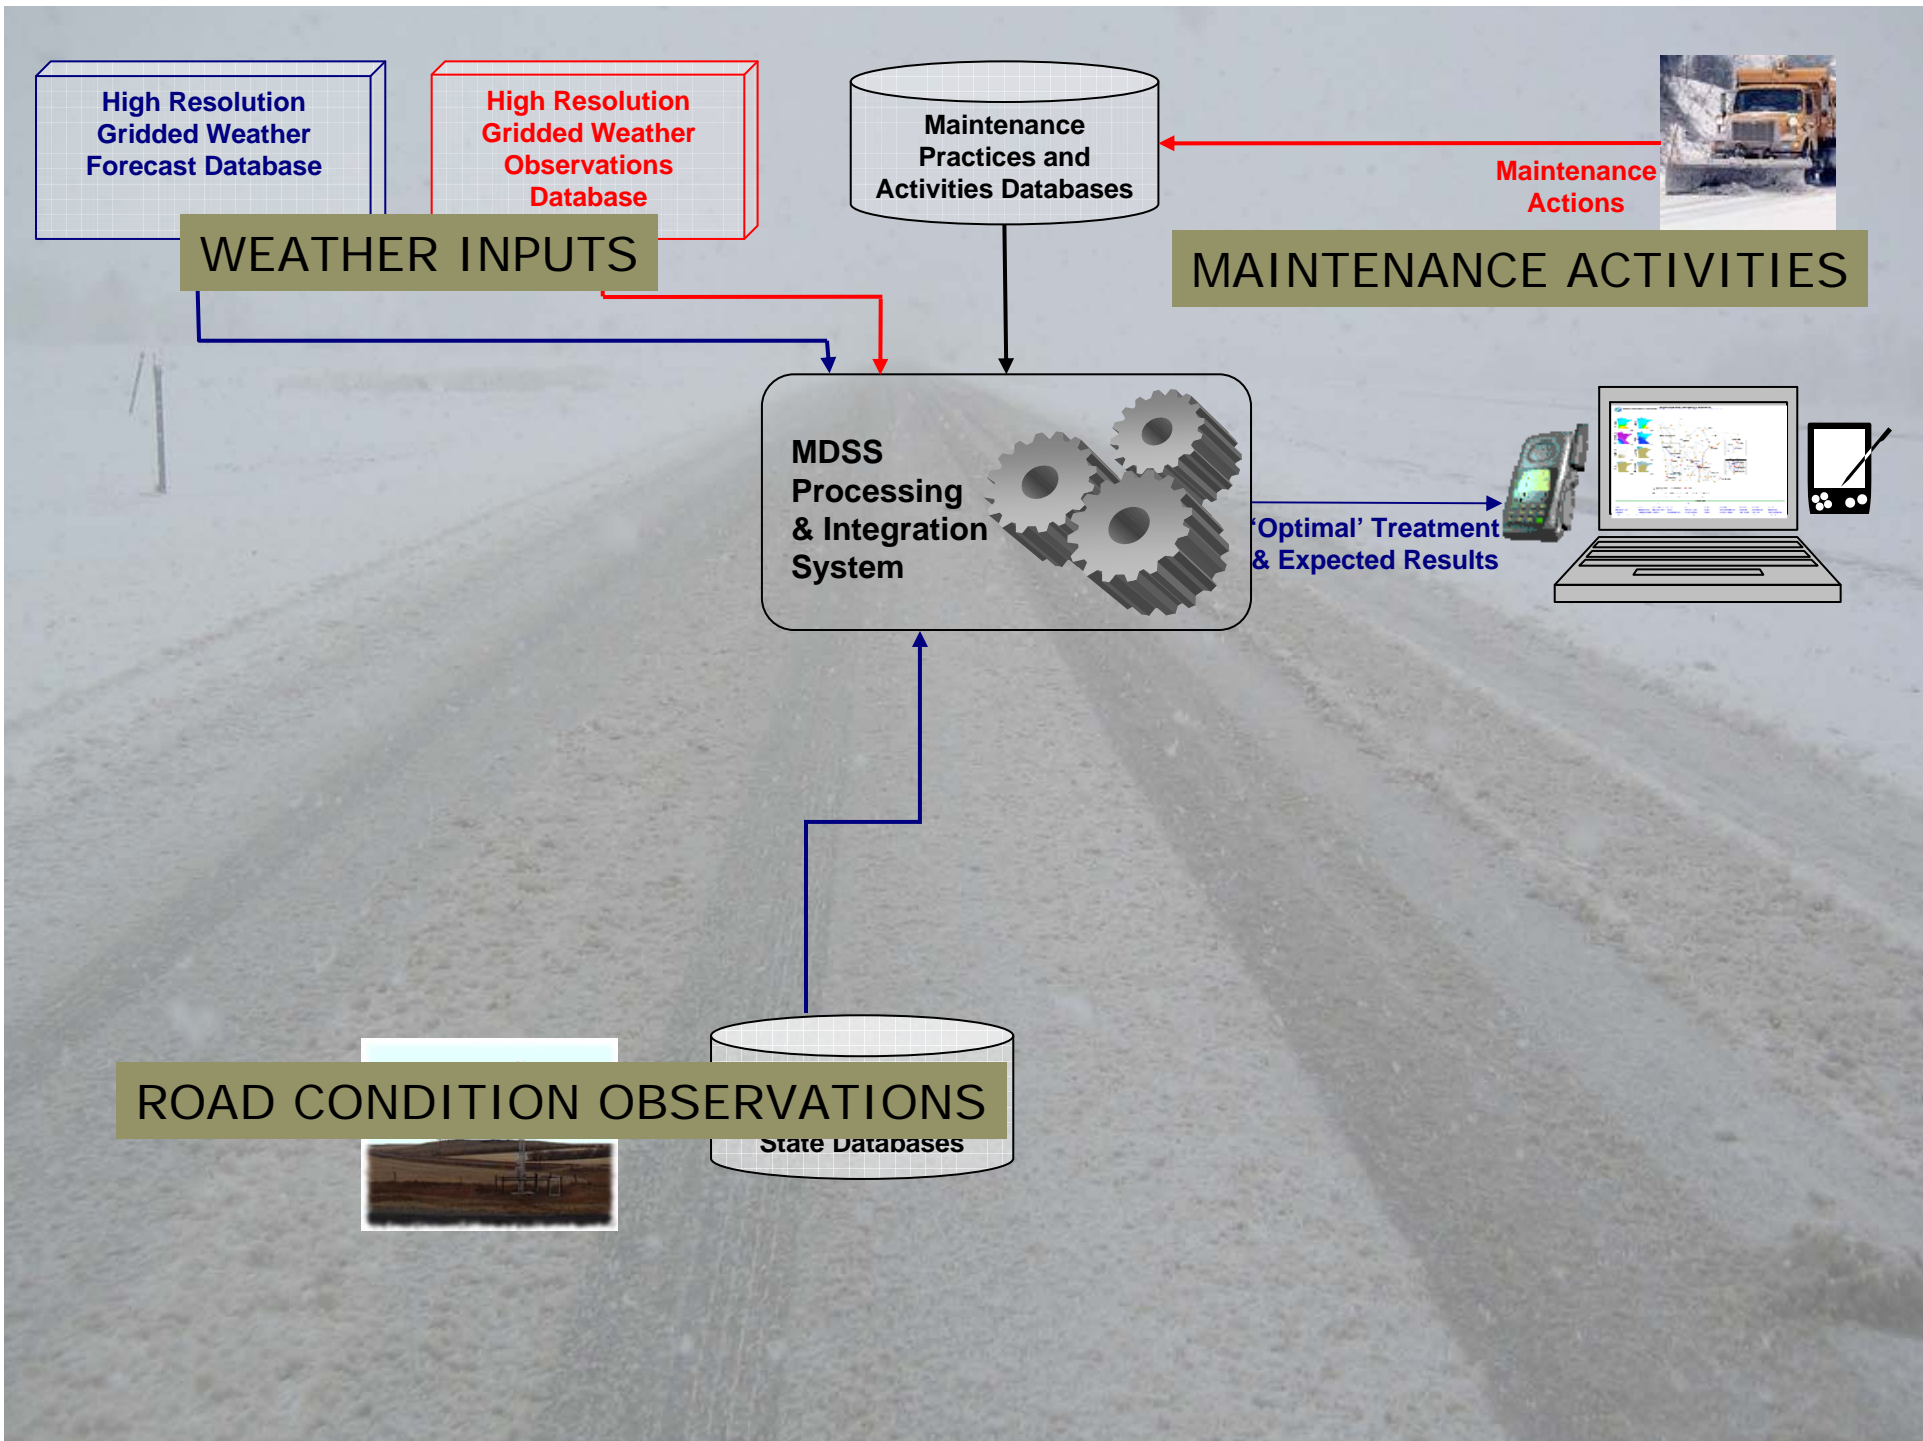 High Resolution
Gridded Weather
Forecast Database
High Resolution
Gridded Weather
Observations
Database
WEATHER INPUTS
Maintenance
Practices and
Activities Databases
Maintenance
Actions
MAINTENANCE ACTIVITIES
MDSS
Processing
& Integration
System
‘Optimal’ Treatment
& Expected Results
ROAD CONDITION OBSERVATIONS
State Databases